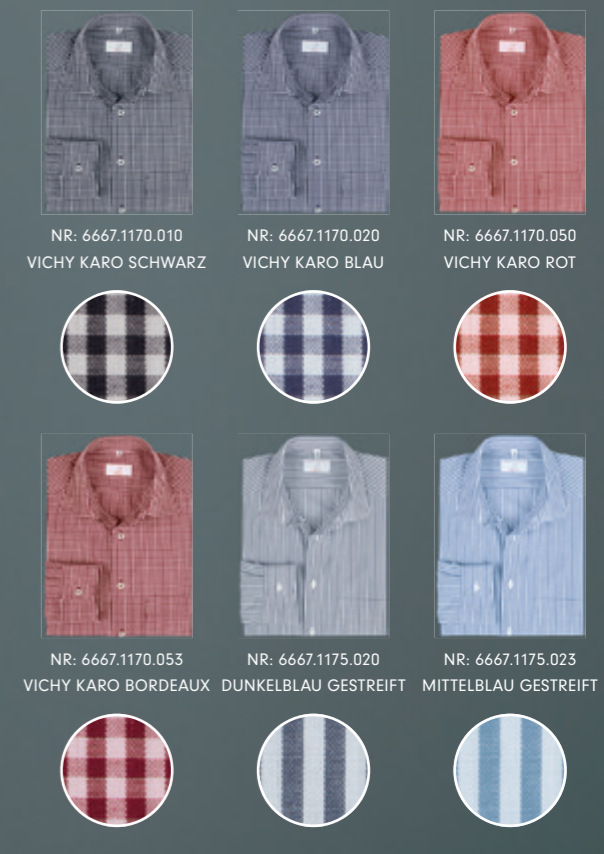 NR: 6667.1170.010
VICHY KARO SCHWARZ
NR: 6667.1170.020
VICHY KARO BLAU
NR: 6667.1170.050
VICHY KARO ROT
NR: 6667.1170.053
VICHY KARO BORDEAUX
NR: 6667.1175.020
DUNKELBLAU GESTREIFT
NR: 6667.1175.023
MITTELBLAU GESTREIFT